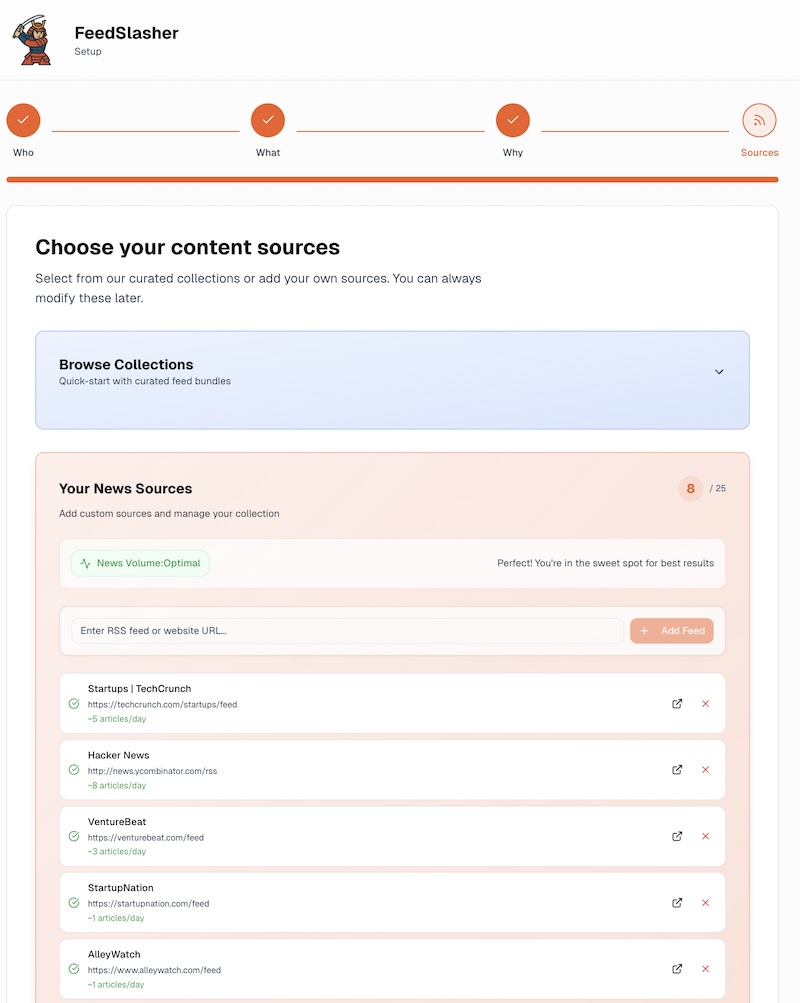 FeedSlasher
Setup
Who
What
Why
Sources
Choose your content sources
Select from our curated collections or add your own sources. You can always
modify these later.
Browse Collections
Quick-start with curated feed bundles
Your News Sources
8 / 25
Add custom sources and manage your collection
News Volume:Optimal
Perfect! You're in the sweet spot for best results
Enter RSS feed or website URL...
Add Feed
Startups | TechCrunch
https://techcrunch.com/startups/feed
~5 articles/day
Hacker News
http://news.ycombinator.com/rss
~8 articles/day
VentureBeat
https://venturebeat.com/feed
~3 articles/day
StartupNation
https://startupnation.com/feed
~1 articles/day
AlleyWatch
https://www.alleywatch.com/feed
~1 articles/day